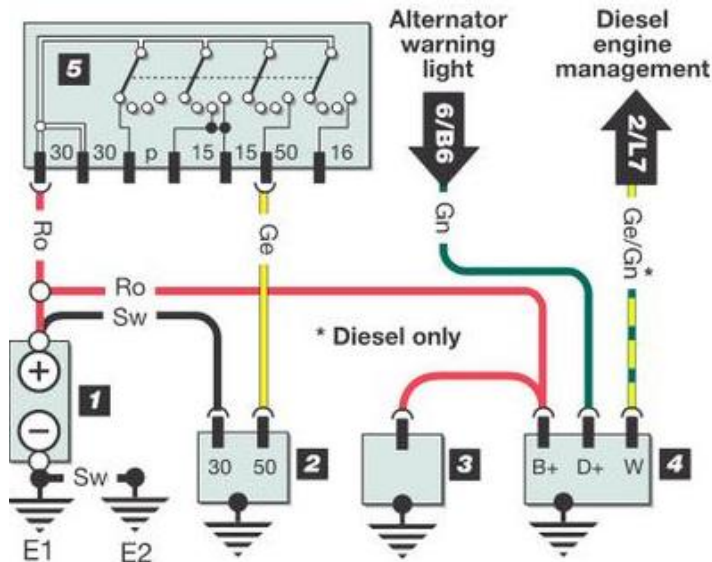 Alternator
warning
light
Diesel
engine
management
5
6/B6
2/L7
30 30 p 15 15 50 16
Ro
Ge
Gn
Ge/Gn *
Ro
Sw
* Diesel only
+
1
−
30 50
2
3
B+ D+ W
4
Sw
E1
E2